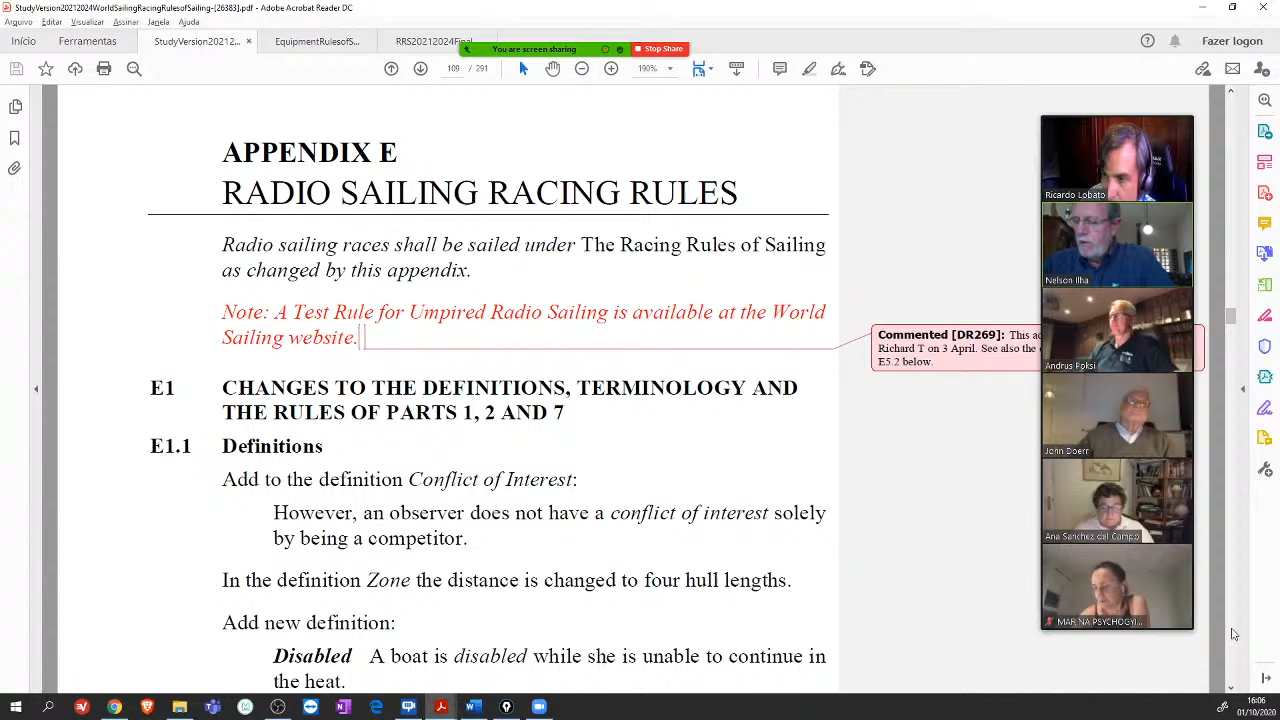 StudyVersion20212024WorldSailingRacingRulesofSailing-[26383].pdf - Adobe Acrobat Reader DC
Arquivo Editar Visualizar Assinar Janela Ajuda
Início Ferramentas StudyVersion20212... × EquipmentRulesofS... RRS20212024Final
Fazer logon
You are screen sharing Stop Share
109 / 291 190%
APPENDIX E
RADIO SAILING RACING RULES
Radio sailing races shall be sailed under The Racing Rules of Sailing
as changed by this appendix.
Note: A Test Rule for Umpired Radio Sailing is available at the World
Sailing website.
Commented [DR269]: This
Richard T on 3 April. See also the
E5.2 below.
E1 CHANGES TO THE DEFINITIONS, TERMINOLOGY AND
THE RULES OF PARTS 1, 2 AND 7
E1.1 Definitions
Add to the definition Conflict of Interest:
However, an observer does not have a conflict of interest solely
by being a competitor.
In the definition Zone the distance is changed to four hull lengths.
Add new definition:
Disabled A boat is disabled while she is unable to continue in
the heat.
Ricardo Lobato
Nelson Ilha
Andrus Poksi
John Doerr
Ana Sanchez del Campo
MARINA PSYCHOGYI...
16:06
01/10/2020